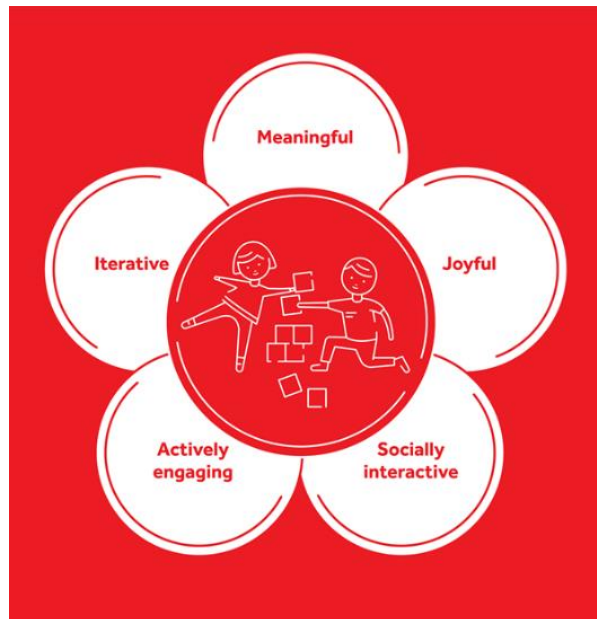 Meaningful
Iterative
Joyful
Actively
engaging
Socially
interactive